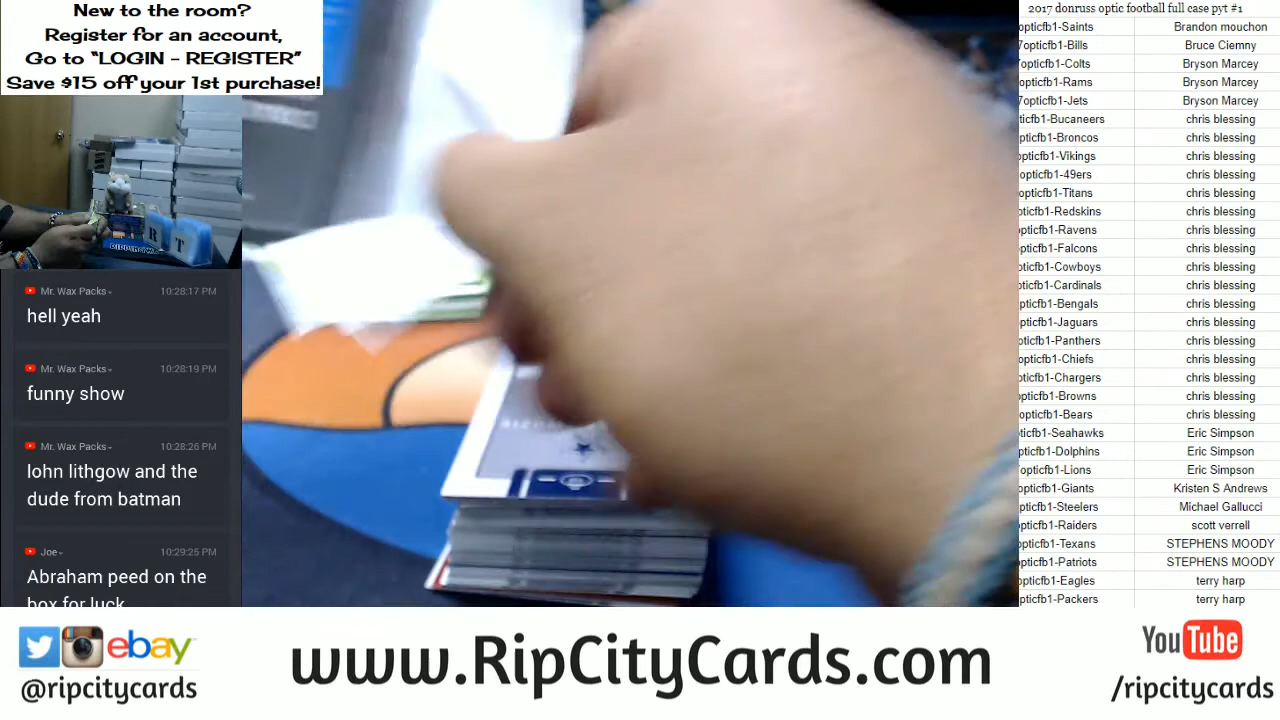 New to the room?
Register for an account,
Go to “LOGIN - REGISTER”
Save $15 off your 1st purchase!
R T
Mr. Wax Packs 10:28:17 PM
hell yeah
Mr. Wax Packs 10:28:19 PM
funny show
Mr. Wax Packs 10:28:26 PM
Iohn lithgow and the
dude from batman
Joe 10:29:25 PM
Abraham peed on the
box for luck
2017 donruss optic football full case pyt #1
opticfb1-Saints Brandon mouchon
7opticfb1-Bills Bruce Ciemny
7opticfb1-Colts Bryson Marcey
opticfb1-Rams Bryson Marcey
7opticfb1-Jets Bryson Marcey
opticfb1-Bucaneers chris blessing
opticfb1-Broncos chris blessing
opticfb1-Vikings chris blessing
opticfb1-49ers chris blessing
opticfb1-Titans chris blessing
opticfb1-Redskins chris blessing
opticfb1-Ravens chris blessing
opticfb1-Falcons chris blessing
opticfb1-Cowboys chris blessing
opticfb1-Cardinals chris blessing
opticfb1-Bengals chris blessing
opticfb1-Jaguars chris blessing
opticfb1-Panthers chris blessing
opticfb1-Chiefs chris blessing
opticfb1-Chargers chris blessing
opticfb1-Browns chris blessing
opticfb1-Bears chris blessing
opticfb1-Seahawks Eric Simpson
opticfb1-Dolphins Eric Simpson
7opticfb1-Lions Eric Simpson
opticfb1-Giants Kristen S Andrews
opticfb1-Steelers Michael Gallucci
opticfb1-Raiders scott verrell
opticfb1-Texans STEPHENS MOODY
opticfb1-Patriots STEPHENS MOODY
opticfb1-Eagles terry harp
opticfb1-Packers terry harp
ebay
@ripcitycards
www.RipCityCards.com
YouTube
/ripcitycards